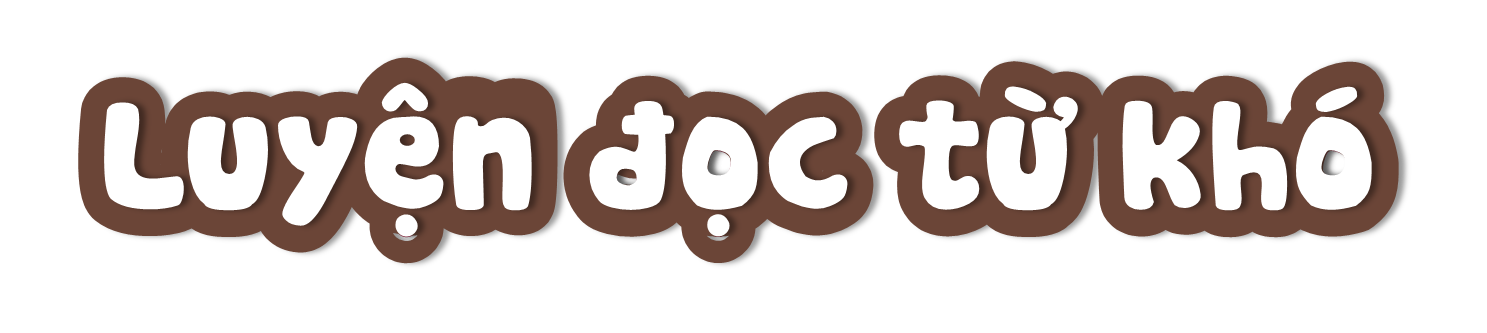 Luyện đọc từ khó